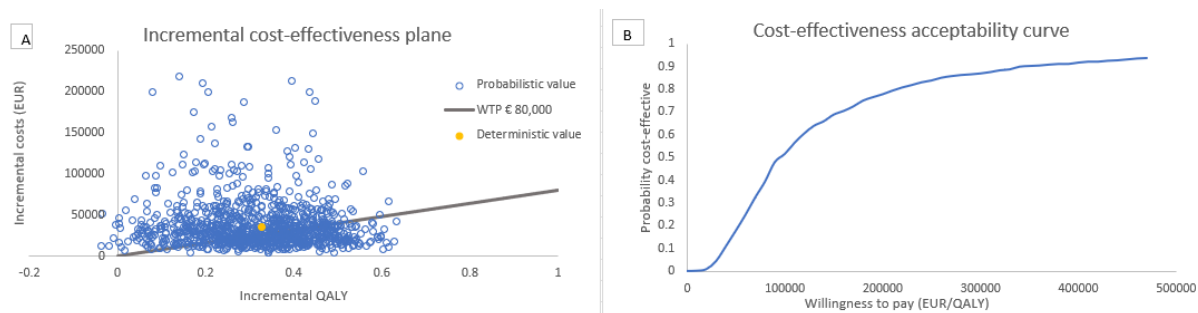 A
Incremental cost-effectiveness plane
Incremental costs (EUR)
250000
200000
150000
100000
50000
0
-0.2
0
0.2
0.4
0.6
0.8
1
Incremental QALY
Probabilistic value
WTP € 80,000
Deterministic value
B
Cost-effectiveness acceptability curve
Probability cost-effective
1
0.9
0.8
0.7
0.6
0.5
0.4
0.3
0.2
0.1
0
0
100000
200000
300000
400000
500000
Willingness to pay (EUR/QALY)